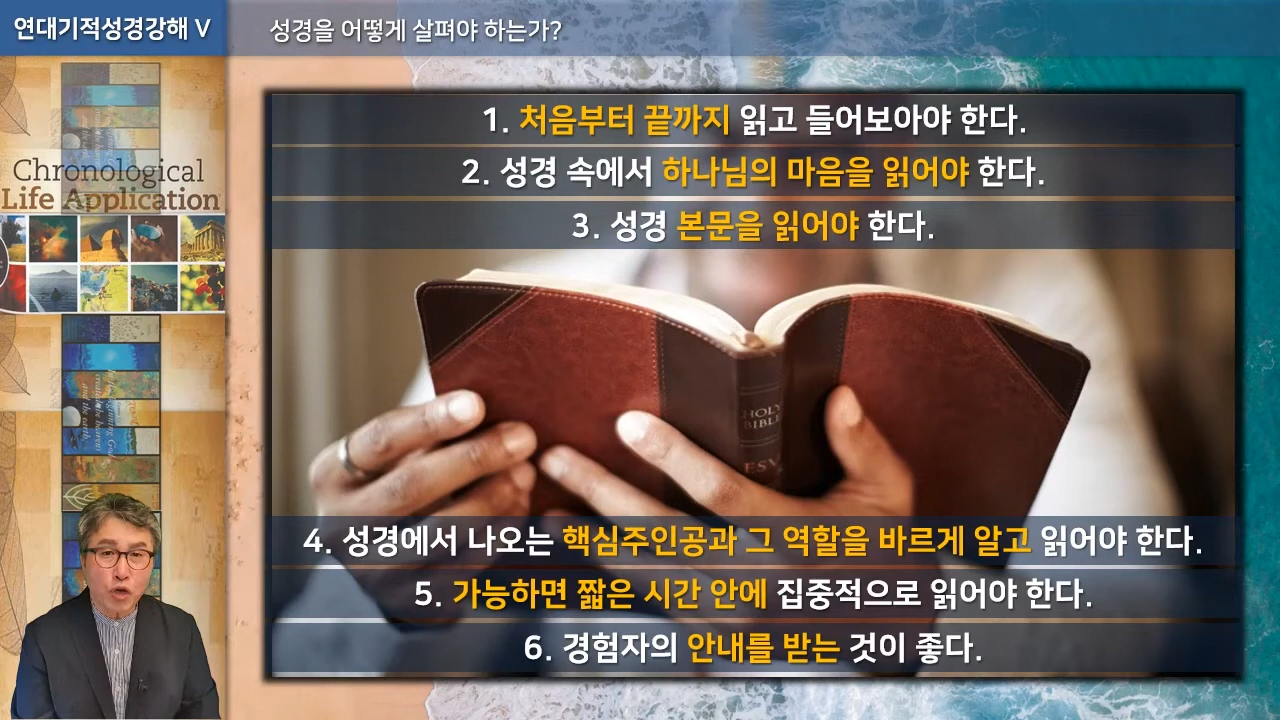 연대기적성경강해 V
성경을 어떻게 살펴야 하는가?
Chronological
Life Application
1. 처음부터 끝까지 읽고 들어보아야 한다.
2. 성경 속에서 하나님의 마음을 읽어야 한다.
3. 성경 본문을 읽어야 한다.
HOLY
BIBLE
ESV
4. 성경에서 나오는 핵심주인공과 그 역할을 바르게 알고 읽어야 한다.
5. 가능하면 짧은 시간 안에 집중적으로 읽어야 한다.
6. 경험자의 안내를 받는 것이 좋다.